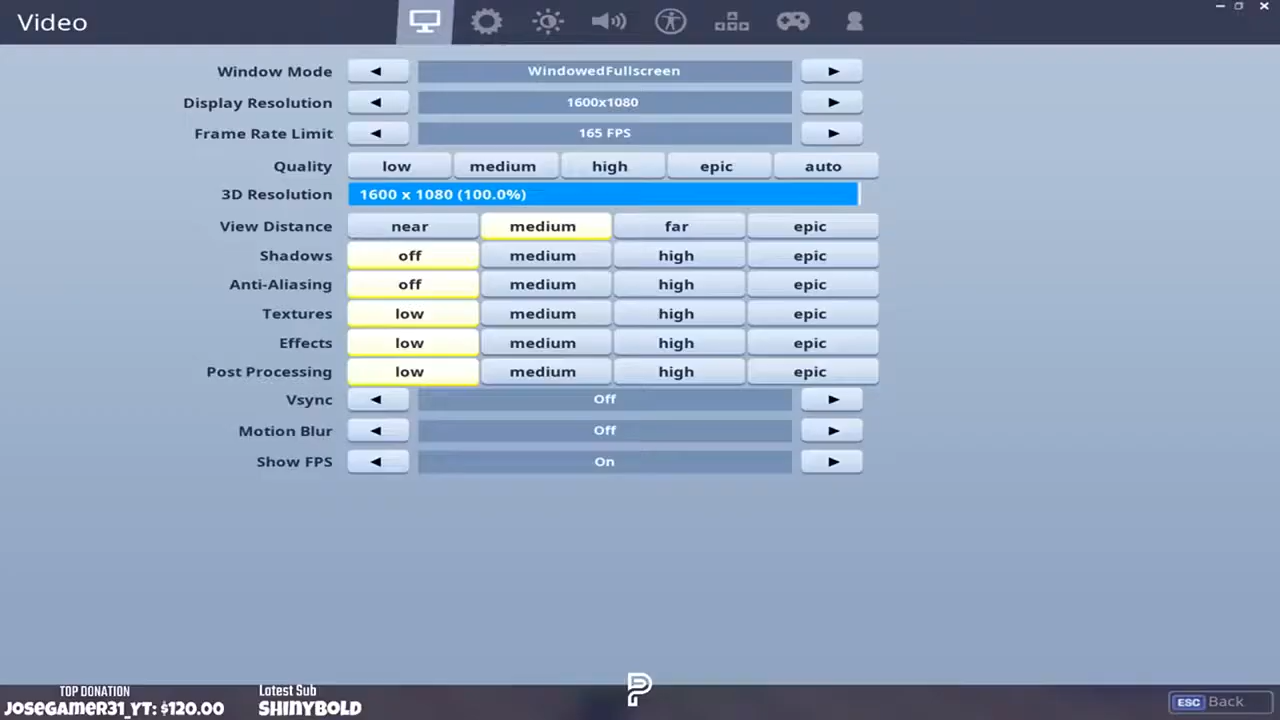 Video
Window Mode ◄ WindowedFullscreen ►
Display Resolution ◄ 1600x1080 ►
Frame Rate Limit ◄ 165 FPS ►
Quality low medium high epic auto
3D Resolution 1600 x 1080 (100.0%)
View Distance near medium far epic
Shadows off medium high epic
Anti-Aliasing off medium high epic
Textures low medium high epic
Effects low medium high epic
Post Processing low medium high epic
Vsync ◄ Off ►
Motion Blur ◄ Off ►
Show FPS ◄ On ►
TOP DONATION
JOSEGAMER31_YT: $120.00
Latest Sub
SHINYBOLD
ESC Back